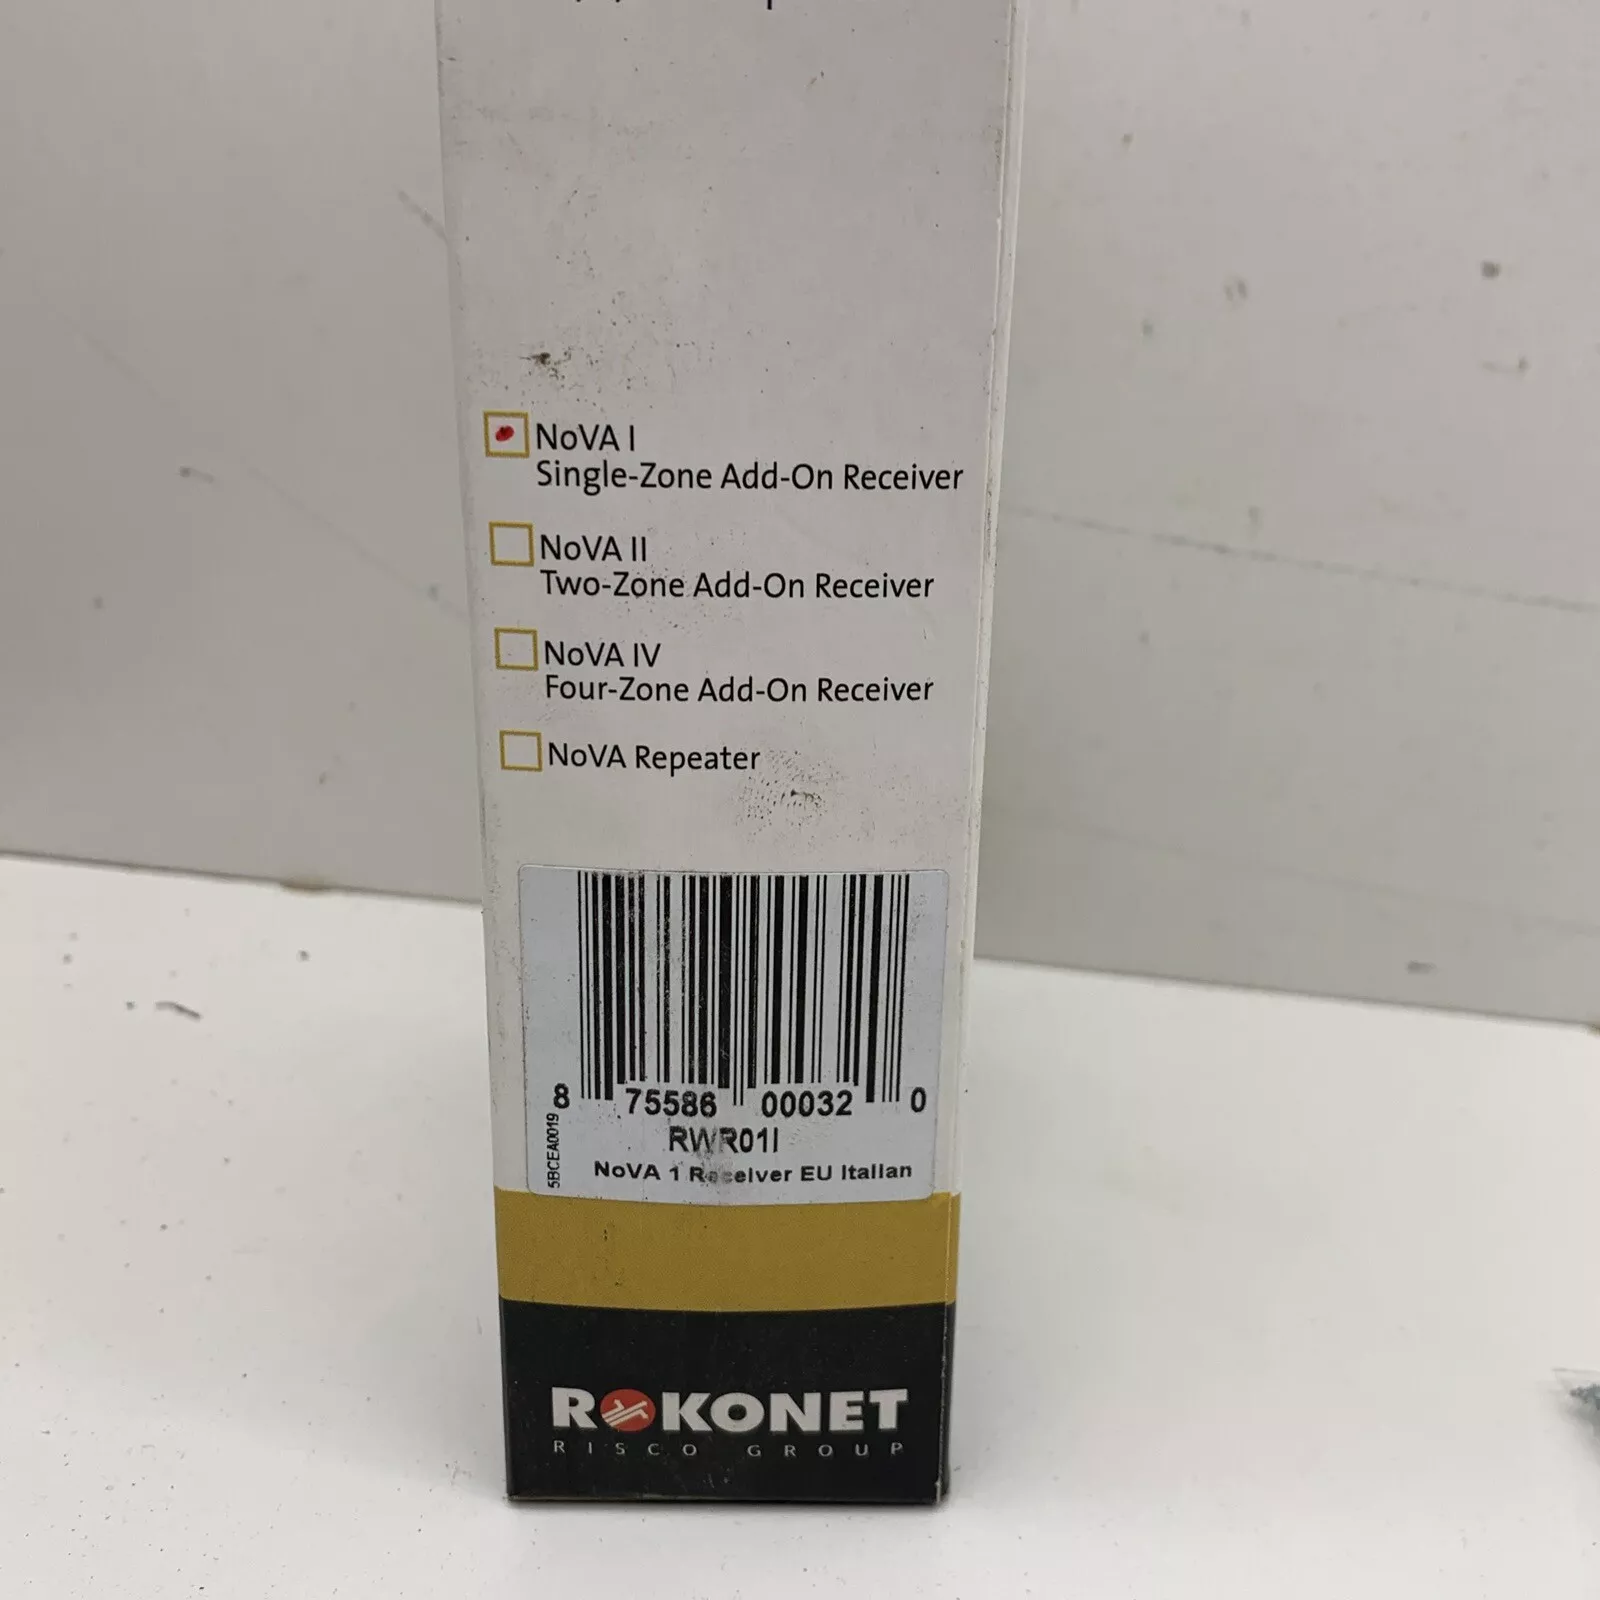 NoVA I
Single-Zone Add-On Receiver
NoVA II
Two-Zone Add-On Receiver
NoVA IV
Four-Zone Add-On Receiver
NoVA Repeater
8 75586 00032 0
RWR01I
5BCEA0019
NoVA 1 Receiver EU Italian
ROKONET
RISCO GROUP